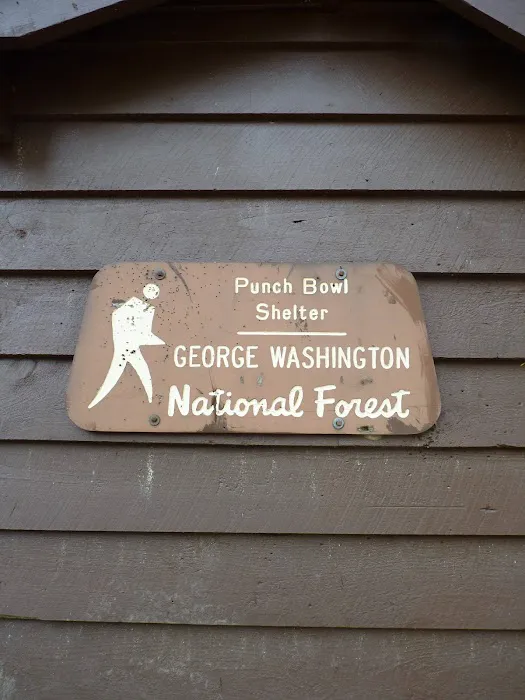 Punch Bowl
Shelter
GEORGE WASHINGTON
National Forest